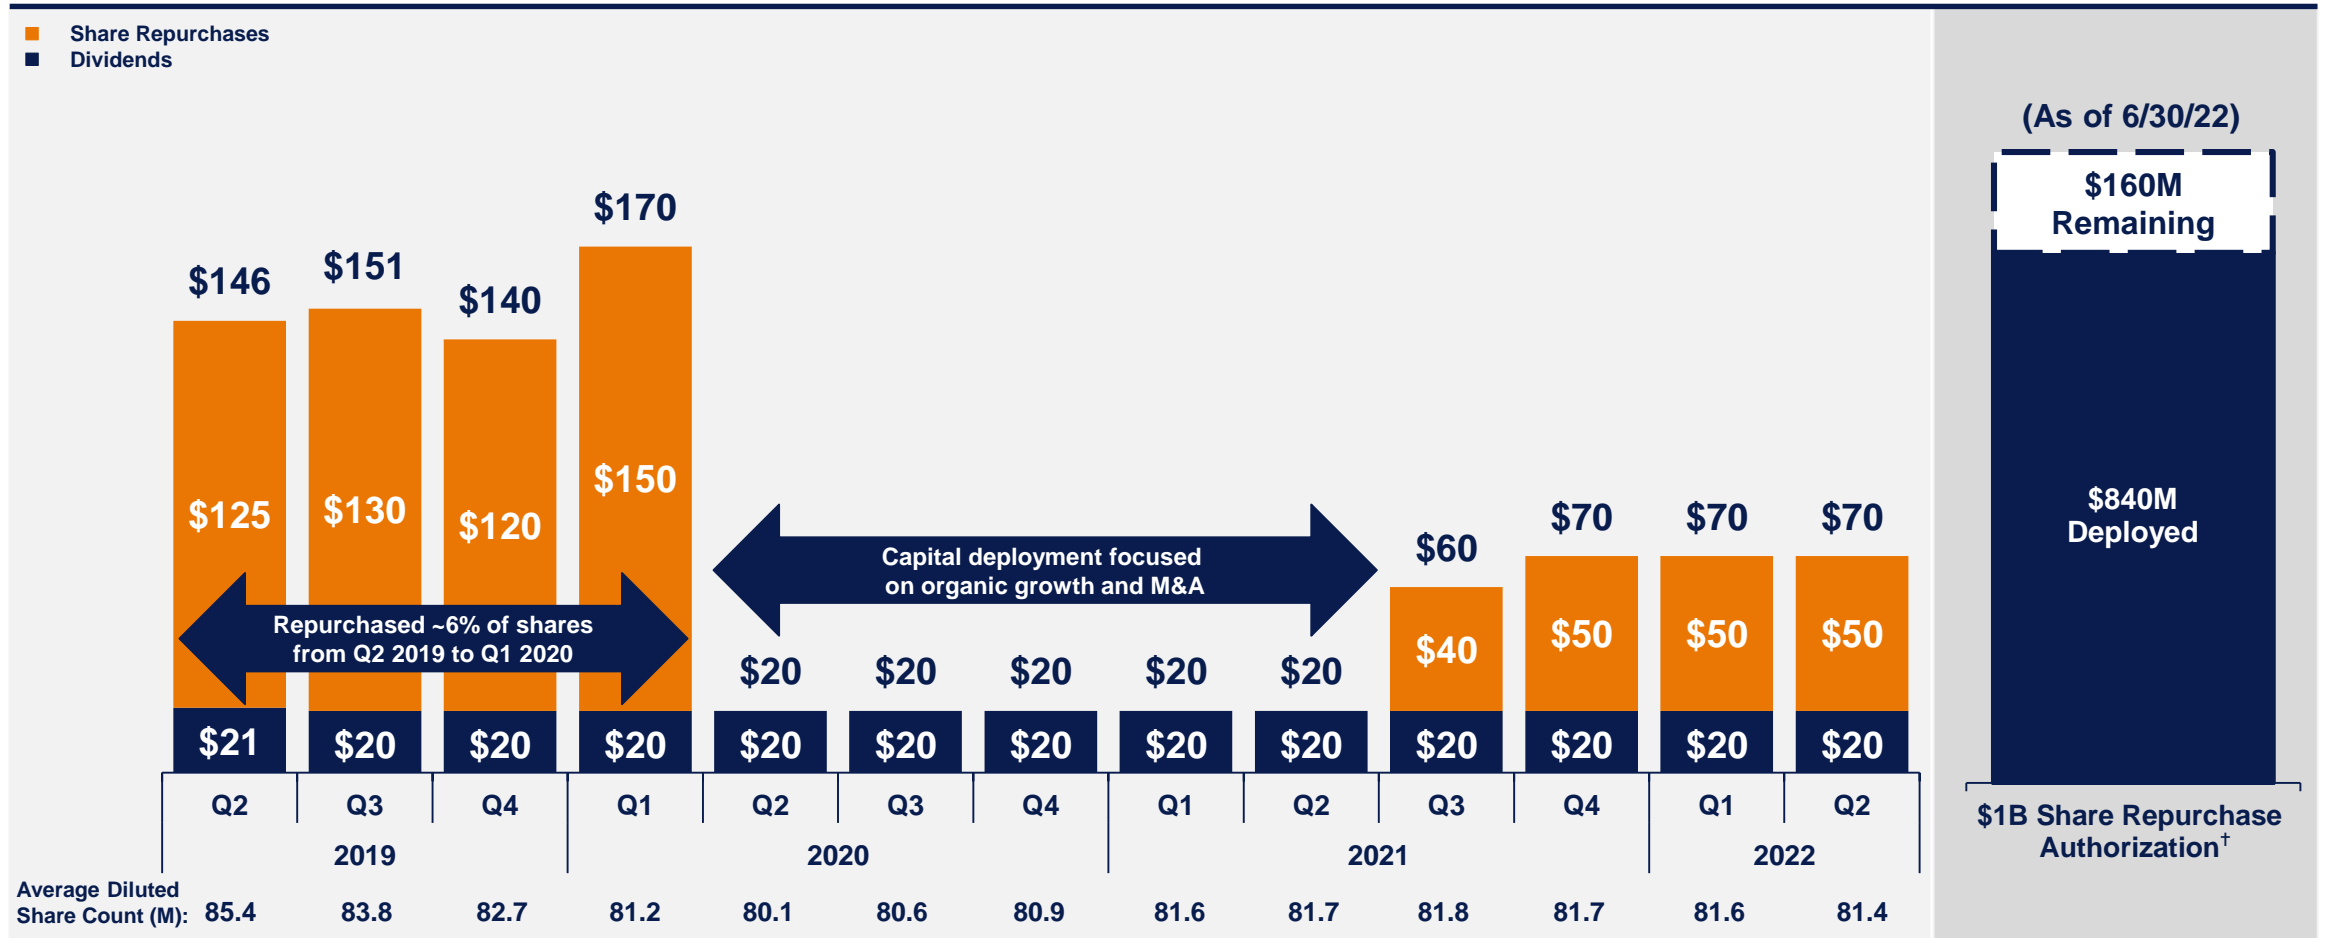 Share Repurchases
Dividends
$146
$151
$140
$170
$125
$130
$120
$150
Repurchased ~6% of shares
from Q2 2019 to Q1 2020
Capital deployment focused
on organic growth and M&A
$20 $20 $20 $20 $20
$60
$70
$70
$70
$40
$50
$50
$50
$21 $20 $20 $20 $20 $20 $20 $20 $20 $20 $20 $20 $20
Q2 Q3 Q4 Q1 Q2 Q3 Q4 Q1 Q2 Q3 Q4 Q1 Q2
2019 2020 2021 2022
Average Diluted
Share Count (M): 85.4 83.8 82.7 81.2 80.1 80.6 80.9 81.6 81.7 81.8 81.7 81.6 81.4
(As of 6/30/22)
$160M
Remaining
$840M
Deployed
$1B Share Repurchase
Authorization†